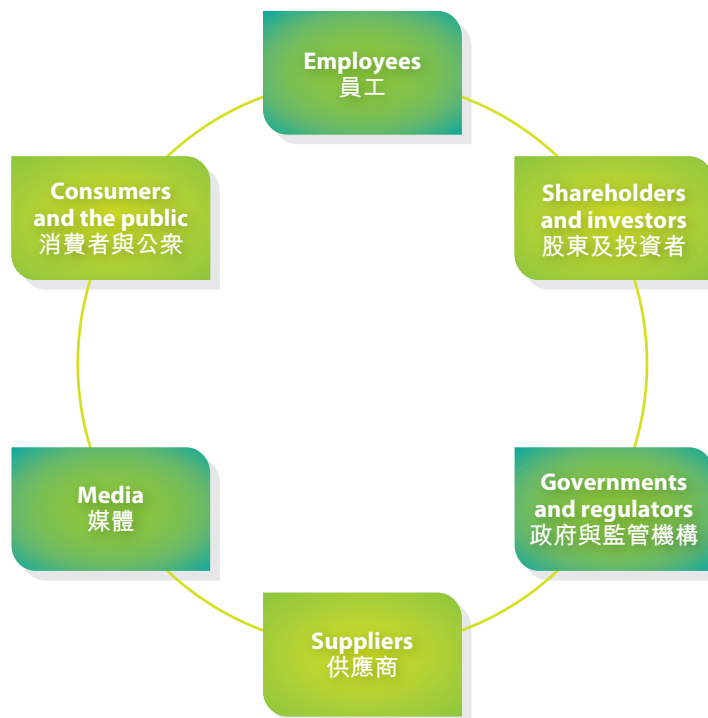 Employees
員工
Consumers
and the public
消費者與公衆
Shareholders
and investors
股東及投資者
Media
媒體
Governments
and regulators
政府與監管機構
Suppliers
供應商